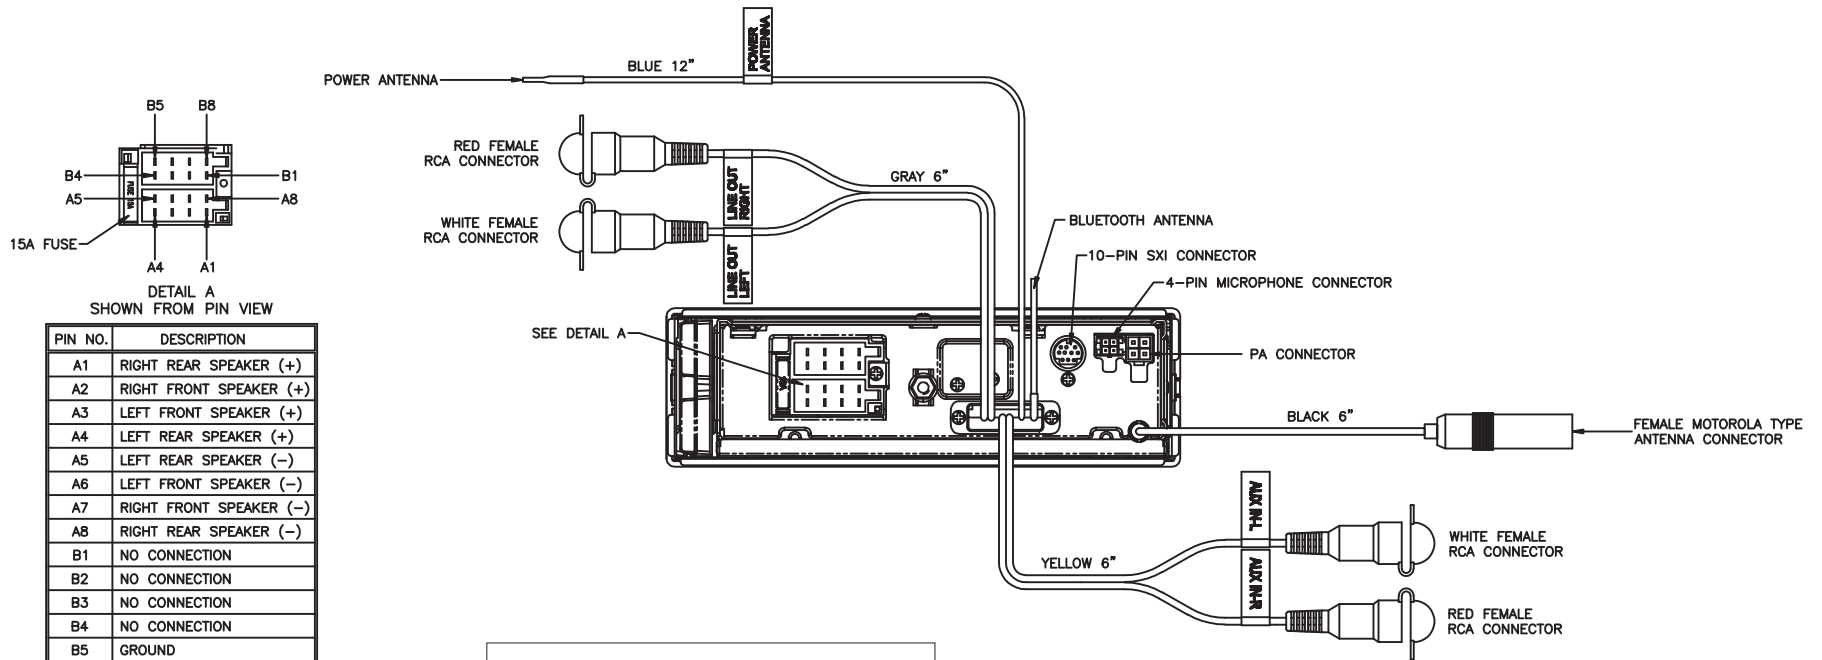 POWER ANTENNA
BLUE 12"
POWER
ANTENNA
RED FEMALE
RCA CONNECTOR
WHITE FEMALE
RCA CONNECTOR
LINE OUT
RIGHT
LINE OUT
LEFT
GRAY 6"
BLUETOOTH ANTENNA
10-PIN SXI CONNECTOR
4-PIN MICROPHONE CONNECTOR
PA CONNECTOR
SEE DETAIL A
15A
BLACK 6"
FEMALE MOTOROLA TYPE
ANTENNA CONNECTOR
YELLOW 6"
AUX IN-L
AUX IN-R
WHITE FEMALE
RCA CONNECTOR
RED FEMALE
RCA CONNECTOR
B5
B8
B4
B1
A5
A8
FUSE 15A
15A FUSE
A4
A1
DETAIL A
SHOWN FROM PIN VIEW
PIN NO. DESCRIPTION
A1 RIGHT REAR SPEAKER (+)
A2 RIGHT FRONT SPEAKER (+)
A3 LEFT FRONT SPEAKER (+)
A4 LEFT REAR SPEAKER (+)
A5 LEFT REAR SPEAKER (-)
A6 LEFT FRONT SPEAKER (-)
A7 RIGHT FRONT SPEAKER (-)
A8 RIGHT REAR SPEAKER (-)
B1 NO CONNECTION
B2 NO CONNECTION
B3 NO CONNECTION
B4 NO CONNECTION
B5 GROUND